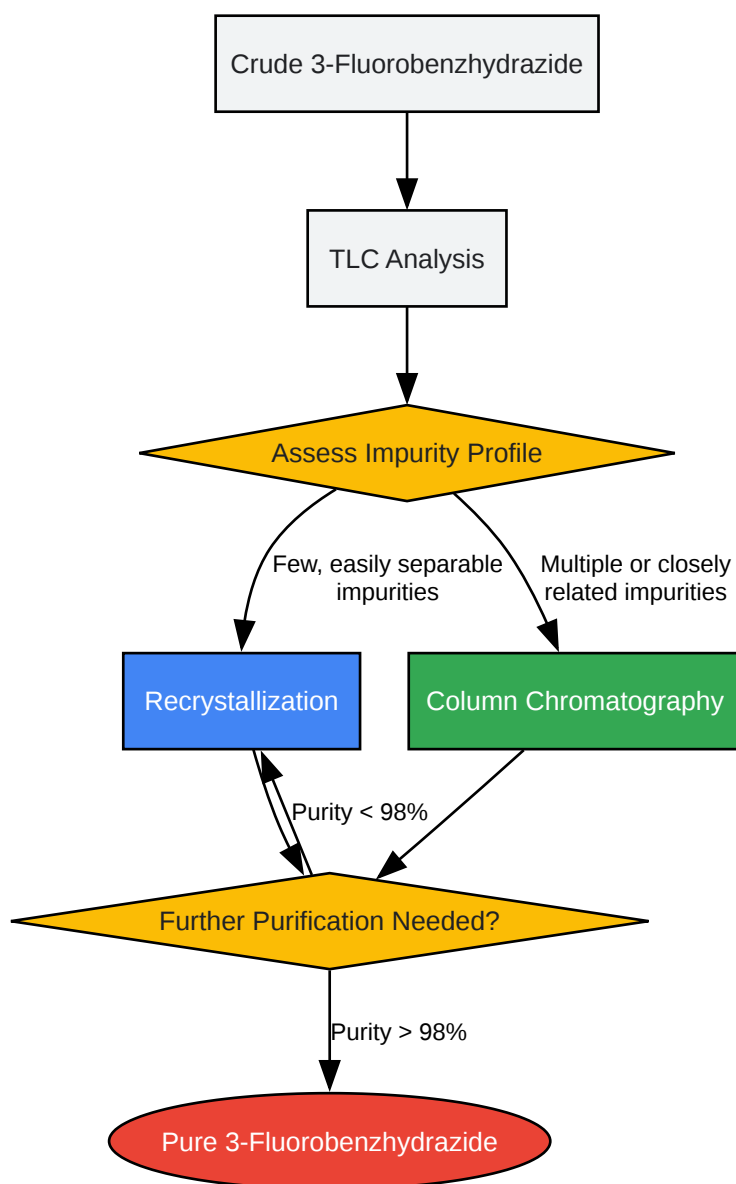 Crude 3-Fluorobenzhydrazide
TLC Analysis
Assess Impurity Profile
Few, easily separable
impurities
Multiple or closely
related impurities
Recrystallization
Column Chromatography
Purity < 98%
Further Purification Needed?
Purity > 98%
Pure 3-Fluorobenzhydrazide